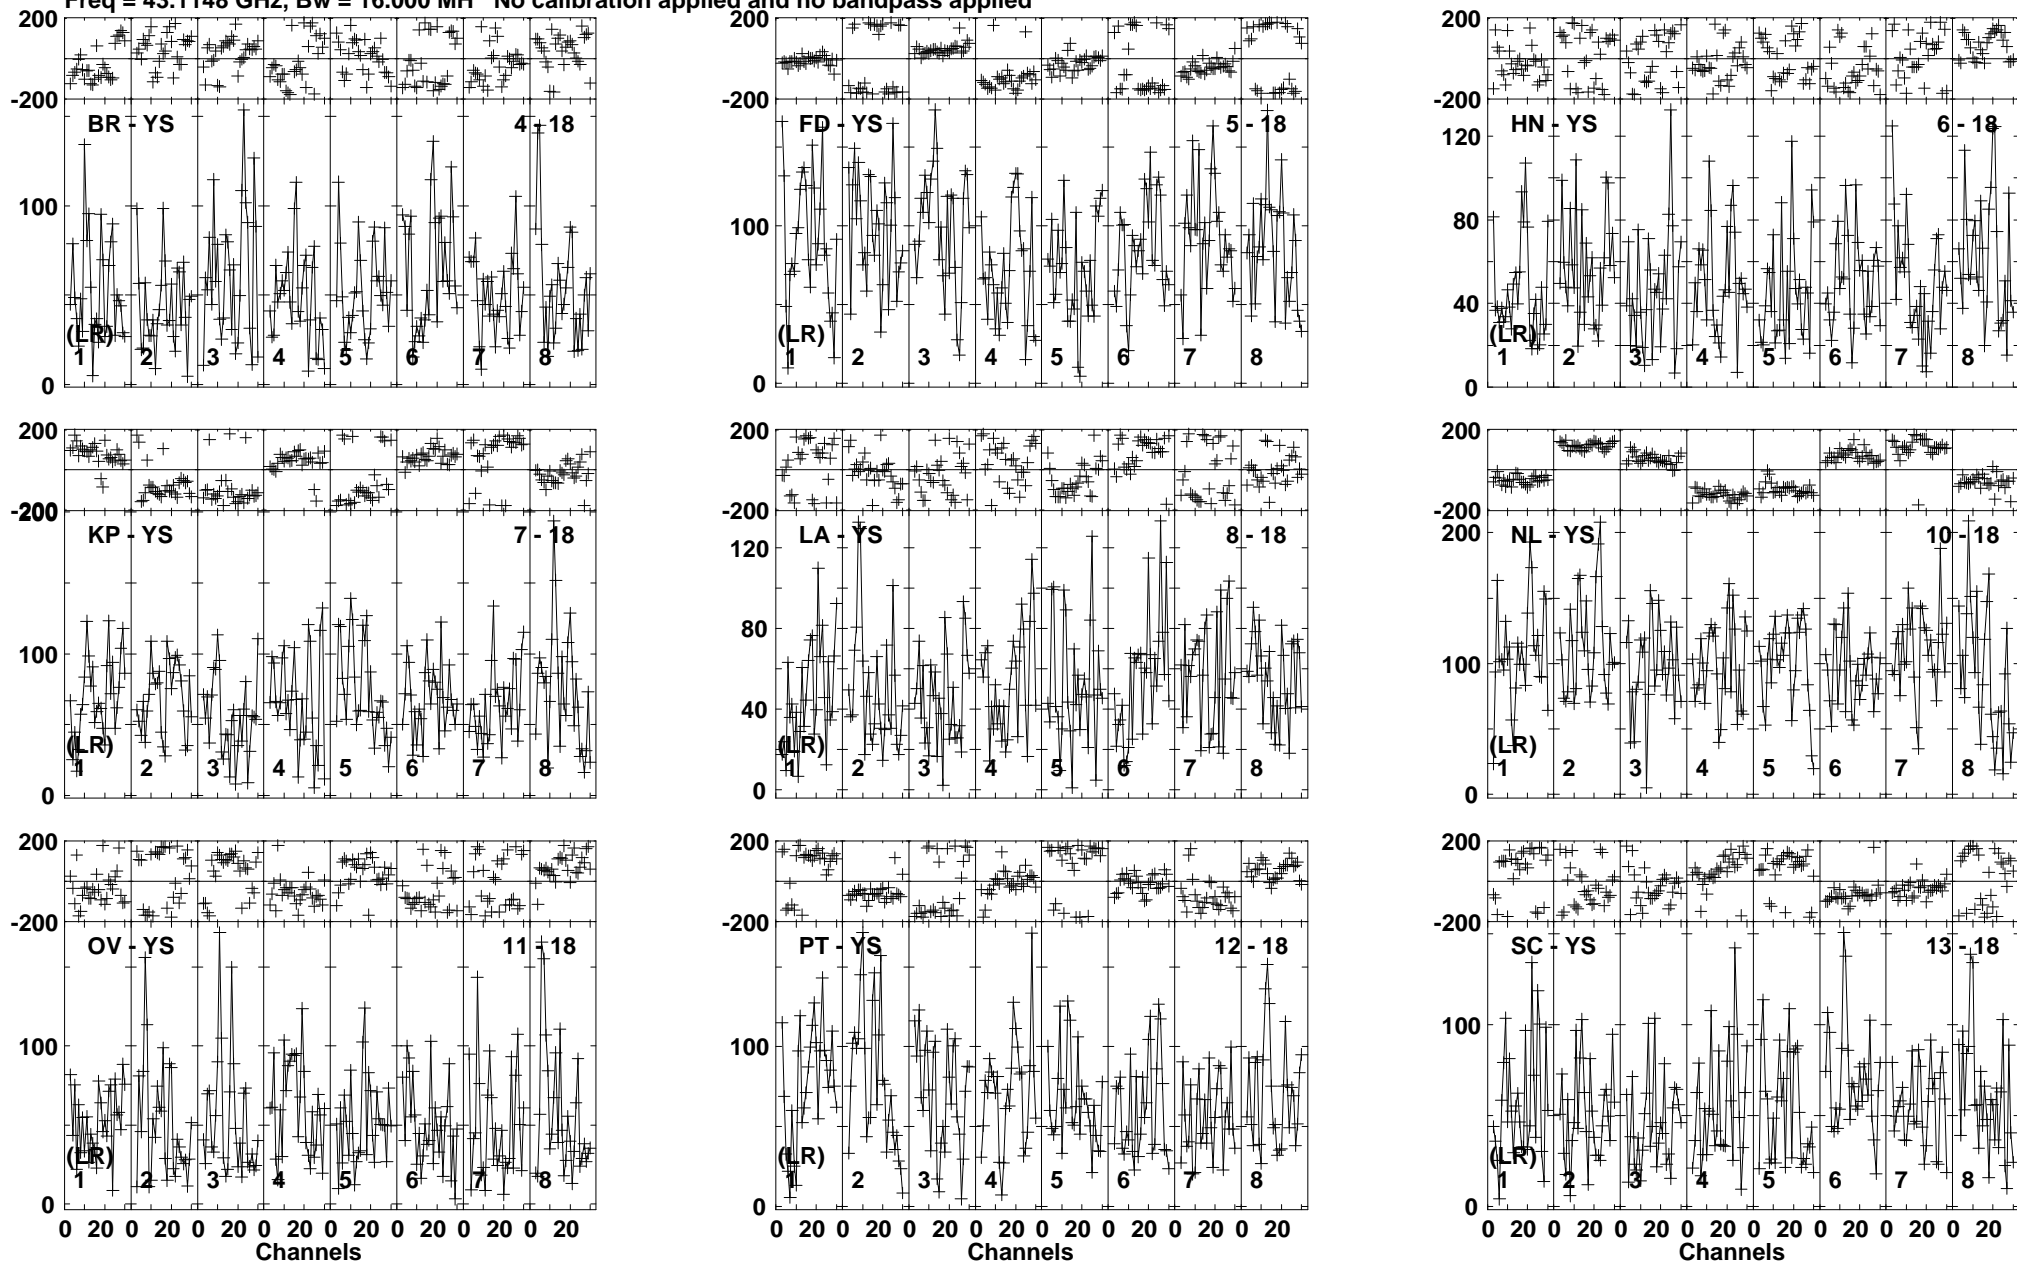 Freq = 43.1148 GHz, Bw = 16.000 MH No calibration applied and no bandpass applied
200 200 200
-200 -200 -200
BR - YS 4 - 18 FD - YS 5 - 18 HN - YS 6 - 18
120
100 100 80
40
(LR) (LR) (LR)
1 2 3 4 5 6 7 8 1 2 3 4 5 6 7 8 1 2 3 4 5 6 7 8
0 0 0
200 200 200
-200 -200 -200
200
KP - YS 7 - 18 LA - YS 8 - 18 NL - YS 10 - 18
120 200
100 80 100
40
(LR) (LR) (LR)
1 2 3 4 5 6 7 8 1 2 3 4 5 6 7 8 1 2 3 4 5 6 7 8
0 0 0
200 200 200
-200 -200 -200
OV - YS 11 - 18 PT - YS 12 - 18 SC - YS 13 - 18
100 100 100
(LR) (LR) (LR)
1 2 3 4 5 6 7 8 1 2 3 4 5 6 7 8 1 2 3 4 5 6 7 8
0 0 0
0 20 0 20 0 20 0 20 0 20 0 20 0 20 0 20 0 20 0 20 0 20 0 20 0 20 0 20 0 20 0 20 0 20 0 20 0 20 0 20 0 20 0 20 0 20 0 20
Channels Channels